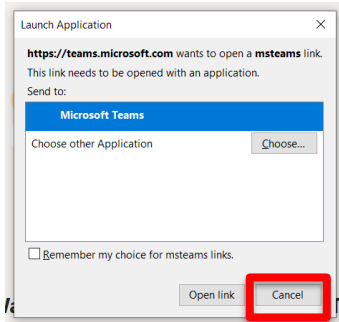 Launch Application
https://teams.microsoft.com wants to open a msteams link.
This link needs to be opened with an application.
Send to:
Microsoft Teams
Choose other Application
Choose...
Remember my choice for msteams links.
Open link
Cancel